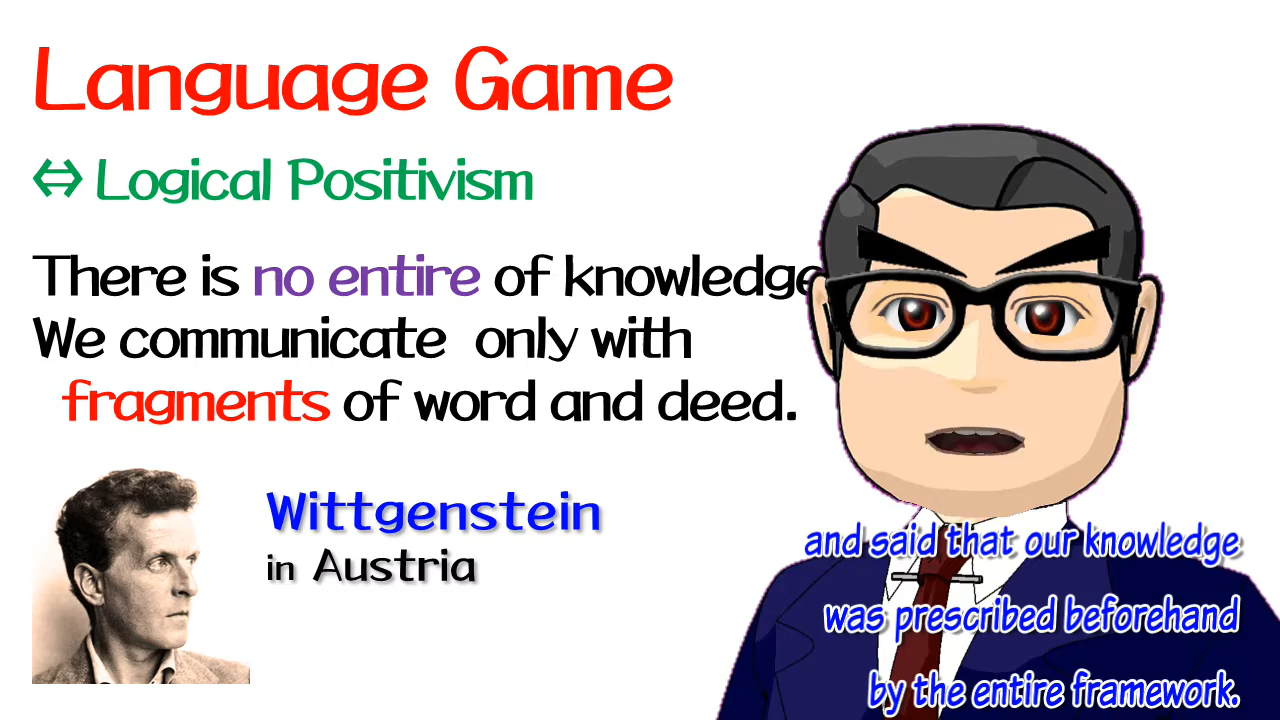 Language Game
⇔ Logical Positivism
There is no entire of knowledge
We communicate only with
fragments of word and deed.
Wittgenstein
in Austria
and said that our knowledge
was prescribed beforehand
by the entire framework.